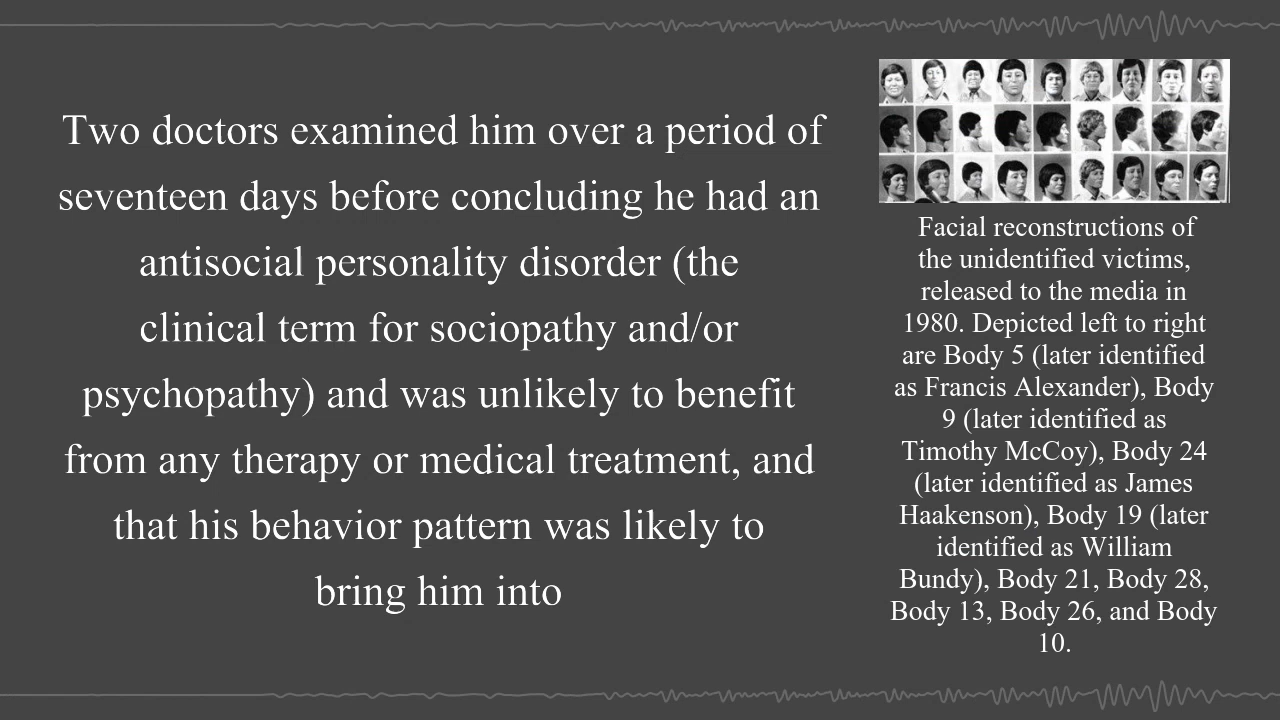 Two doctors examined him over a period of
seventeen days before concluding he had an
antisocial personality disorder (the
clinical term for sociopathy and/or
psychopathy) and was unlikely to benefit
from any therapy or medical treatment, and
that his behavior pattern was likely to
bring him into
Facial reconstructions of
the unidentified victims,
released to the media in
1980. Depicted left to right
are Body 5 (later identified
as Francis Alexander), Body
9 (later identified as
Timothy McCoy), Body 24
(later identified as James
Haakenson), Body 19 (later
identified as William
Bundy), Body 21, Body 28,
Body 13, Body 26, and Body
10.